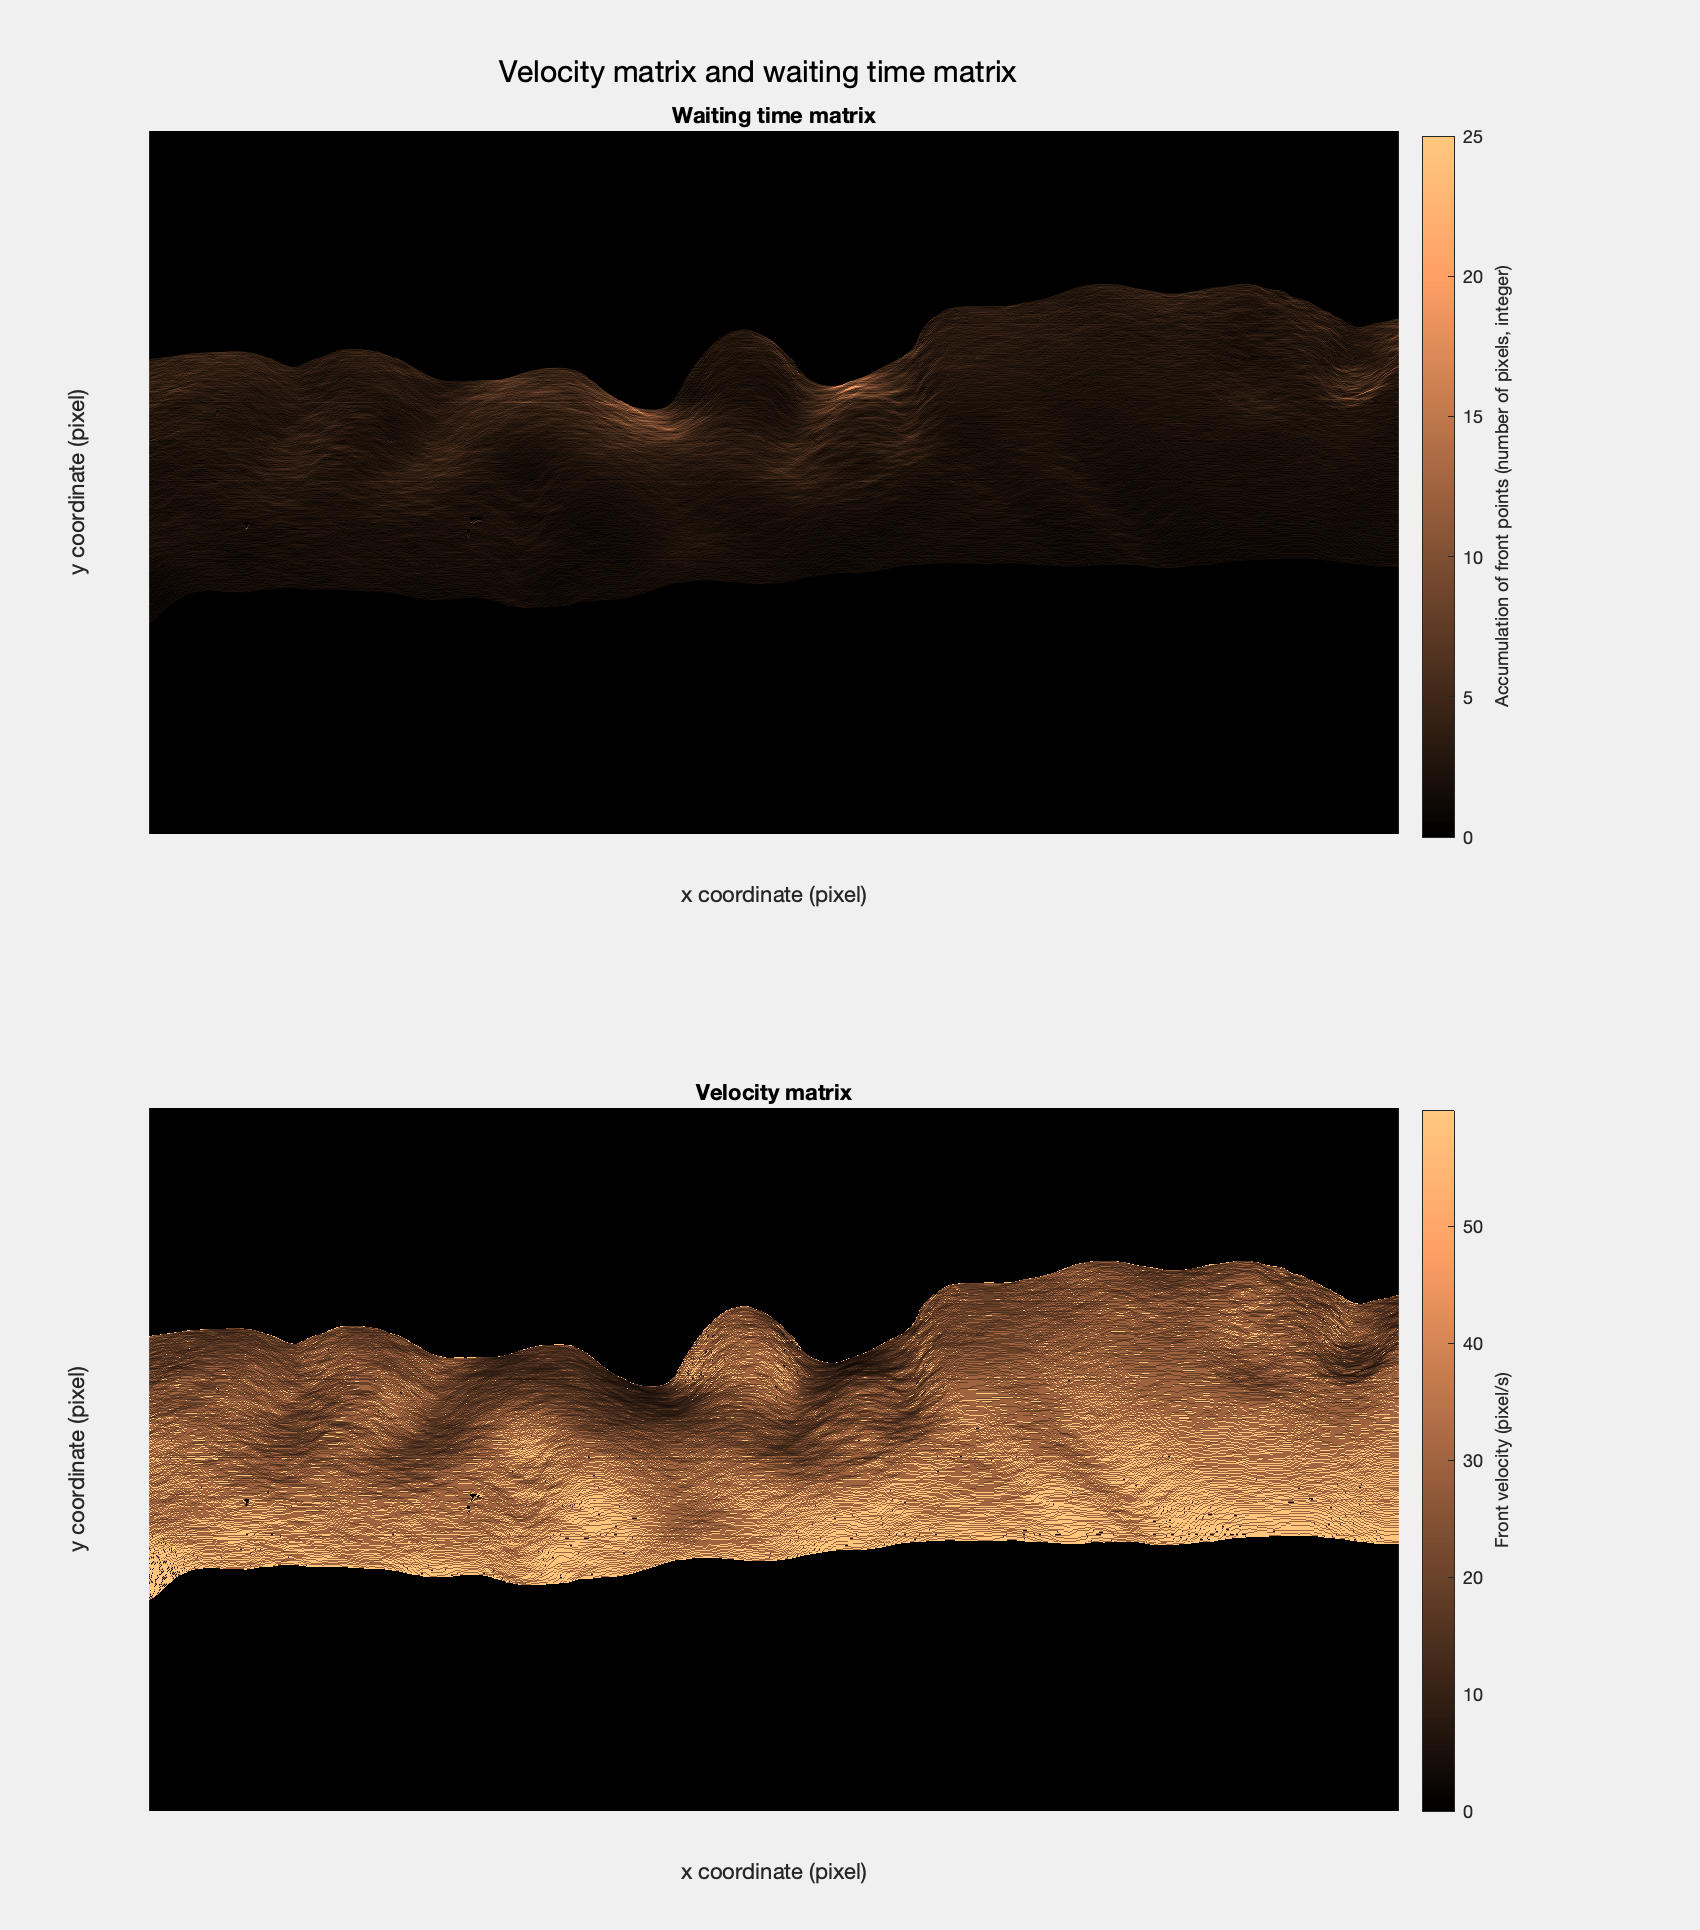 Velocity matrix and waiting time matrix
Waiting time matrix
y coordinate (pixel)
25
20
15
10
5
0
Accumulation of front points (number of pixels, integer)
x coordinate (pixel)
Velocity matrix
y coordinate (pixel)
50
40
30
20
10
0
Front velocity (pixel/s)
x coordinate (pixel)